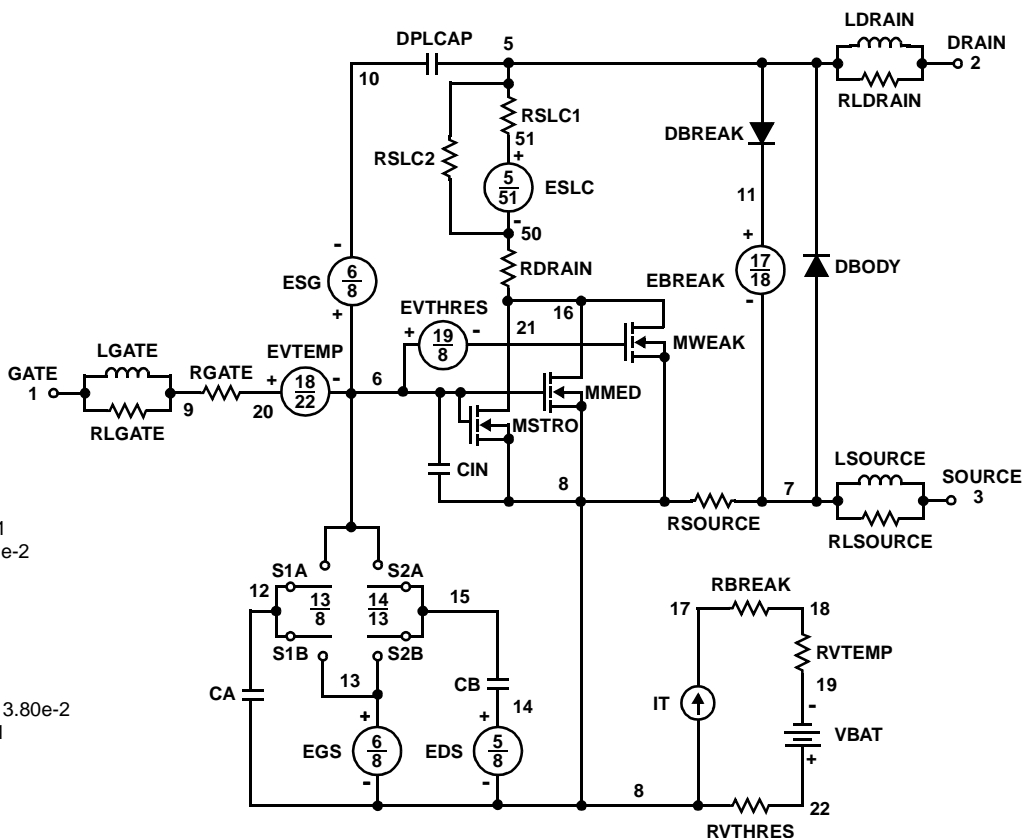 LDRAIN
DPLCAP
5
DRAIN
2
10
RLDRAIN
RSLC1
DBREAK
51
RSLC2
+
5
51
ESLC
11
-
50
-
+
17
18
RDRAIN
DBODY
6
8
ESG
EBREAK
EVTHRES
16
-
+
+
19
8
-
21
MWEAK
LGATE
EVTEMP
GATE
1
RGATE
+
18
22
-
6
MMED
9
20
MSTRO
RLGATE
LSOURCE
CIN
8
7
SOURCE
3
RSOURCE
RLSOURCE
e-2
S1A
S2A
12
13
8
14
13
15
RBREAK
17
18
S1B
S2B
RVTEMP
13
CB
19
CA
14
IT
-
3.80e-2
+
+
VBAT
EGS
6
8
EDS
5
8
+
-
-
8
22
RVTHRES